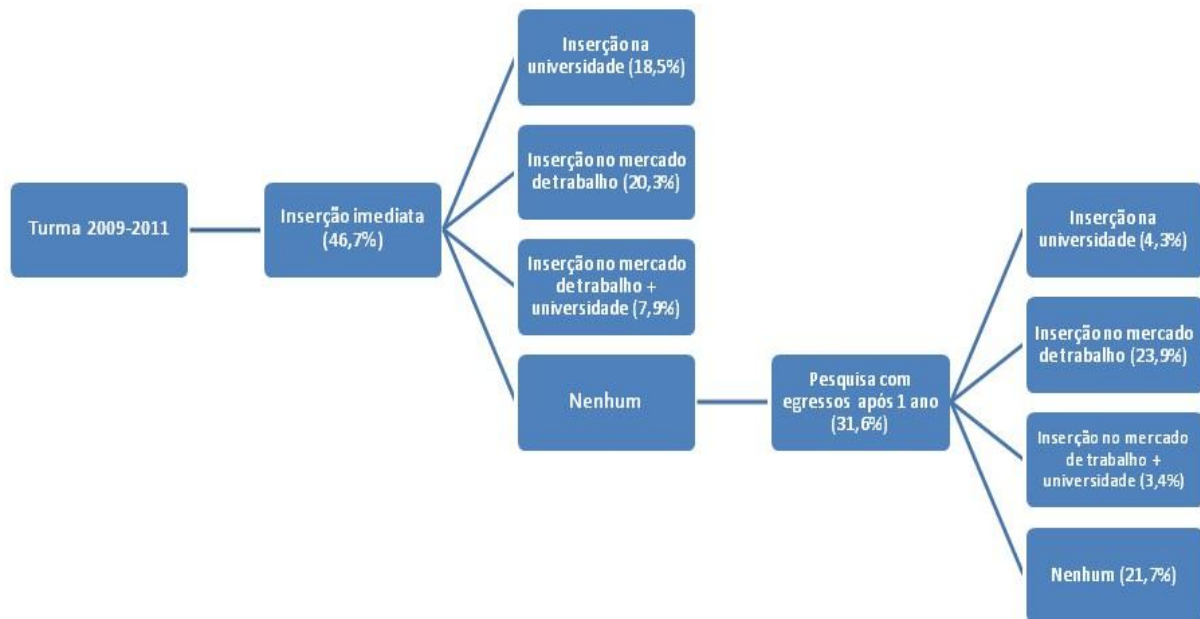 Turma 2009-2011
Inserção imediata
(46,7%)
Inserção na
universidade (18,5%)
Inserção no mercado
de trabalho (20,3%)
Inserção no mercado
de trabalho +
universidade (7,9%)
Nenhum
Pesquisa com
egressos após 1 ano
(31,6%)
Inserção na
universidade (4,3%)
Inserção no mercado
de trabalho (23,9%)
Inserção no mercado
de trabalho +
universidade (3,4%)
Nenhum (21,7%)